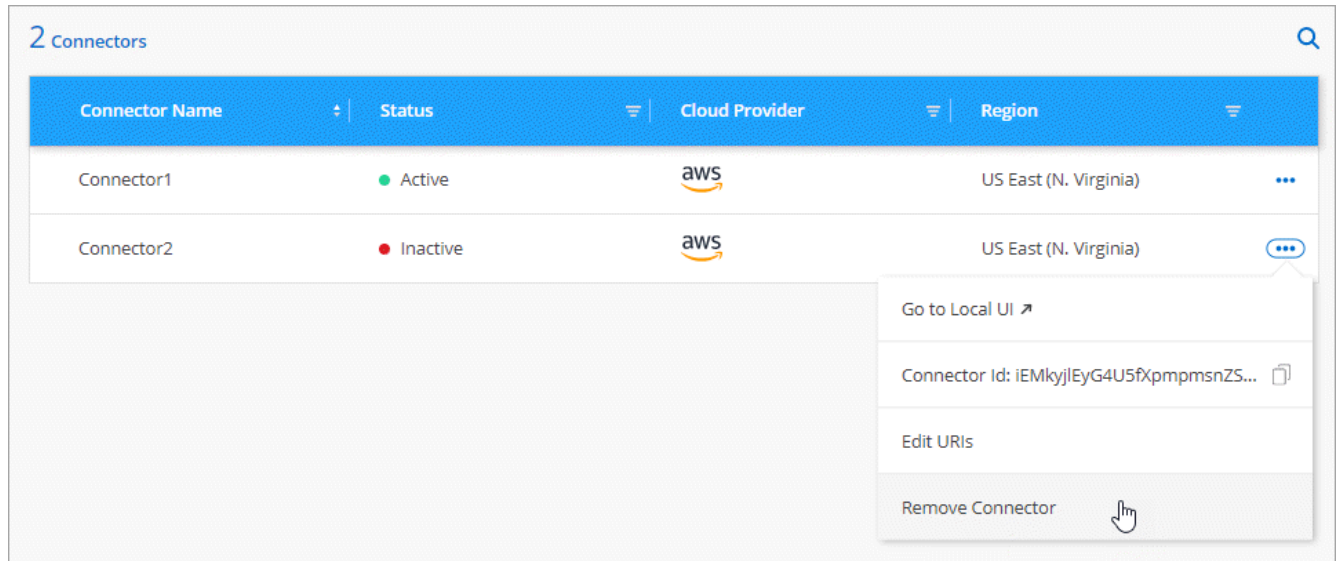 2 Connectors
Connector Name Status Cloud Provider Region
Connector1 Active aws US East (N. Virginia) •••
Connector2 Inactive aws US East (N. Virginia) •••
Go to Local UI
Connector Id: iEMkyjlEyG4U5fXpmpmsnZS...
Edit URIs
Remove Connector